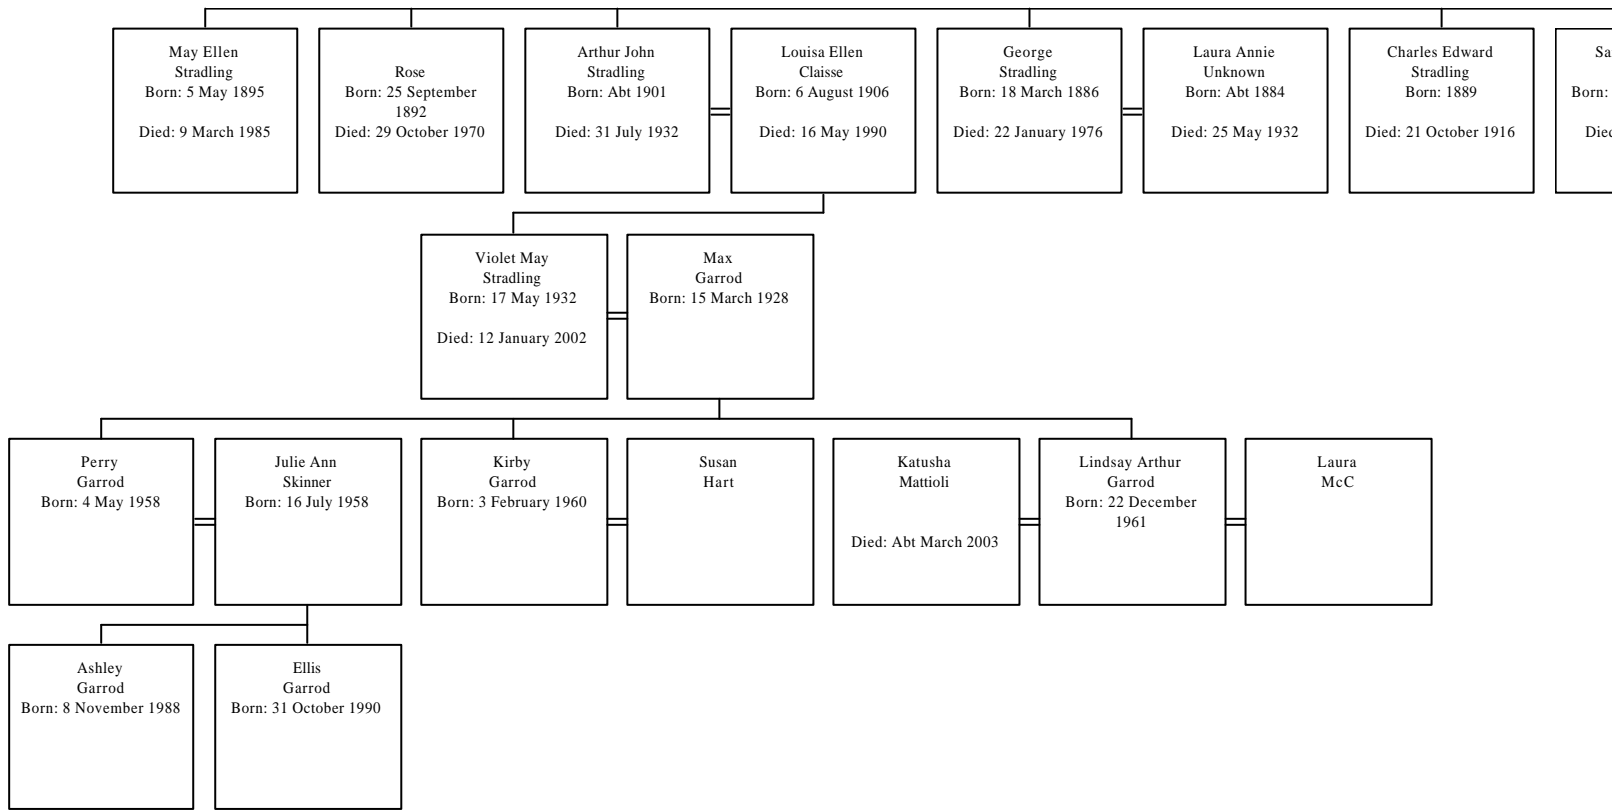 May Ellen
Stradling
Born: 5 May 1895
Died: 9 March 1985
Rose
Born: 25 September
1892
Died: 29 October 1970
Arthur John
Stradling
Born: Abt 1901
Died: 31 July 1932
Louisa Ellen
Claisse
Born: 6 August 1906
Died: 16 May 1990
George
Stradling
Born: 18 March 1886
Died: 22 January 1976
Laura Annie
Unknown
Born: Abt 1884
Died: 25 May 1932
Charles Edward
Stradling
Born: 1889
Died: 21 October 1916
Sa
Born:
Died
Violet May
Stradling
Born: 17 May 1932
Died: 12 January 2002
Max
Garrod
Born: 15 March 1928
Perry
Garrod
Born: 4 May 1958
Julie Ann
Skinner
Born: 16 July 1958
Kirby
Garrod
Born: 3 February 1960
Susan
Hart
Katusha
Mattioli
Died: Abt March 2003
Lindsay Arthur
Garrod
Born: 22 December
1961
Laura
McC
Ashley
Garrod
Born: 8 November 1988
Ellis
Garrod
Born: 31 October 1990